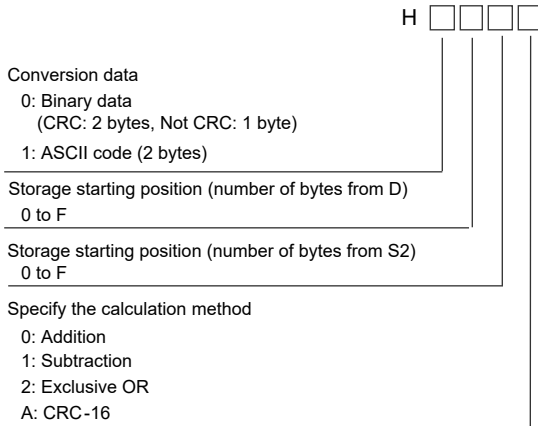 H □□□□
Conversion data
0: Binary data
(CRC: 2 bytes, Not CRC: 1 byte)
1: ASCII code (2 bytes)
Storage starting position (number of bytes from D)
0 to F
Storage starting position (number of bytes from S2)
0 to F
Specify the calculation method
0: Addition
1: Subtraction
2: Exclusive OR
A: CRC-16